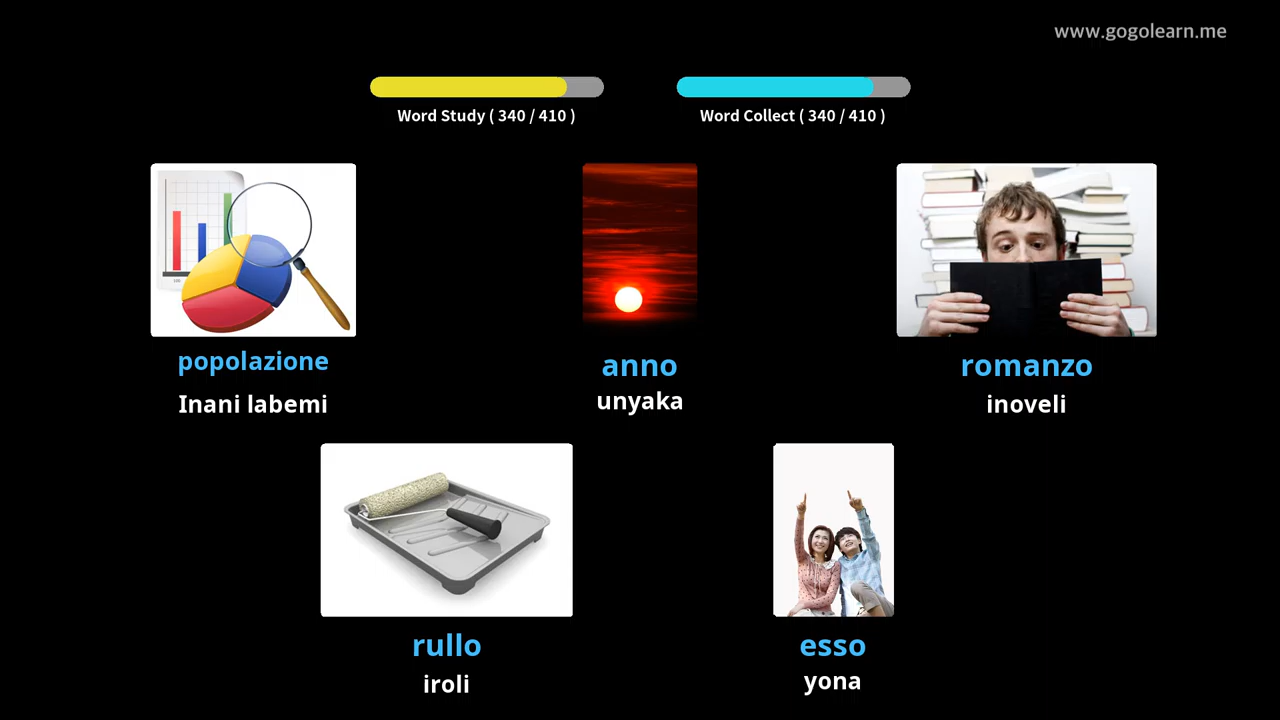 www.gogolearn.me
Word Study ( 340 / 410 )
Word Collect ( 340 / 410 )
popolazione
Inani labemi
anno
unyaka
romanzo
inoveli
rullo
iroli
esso
yona